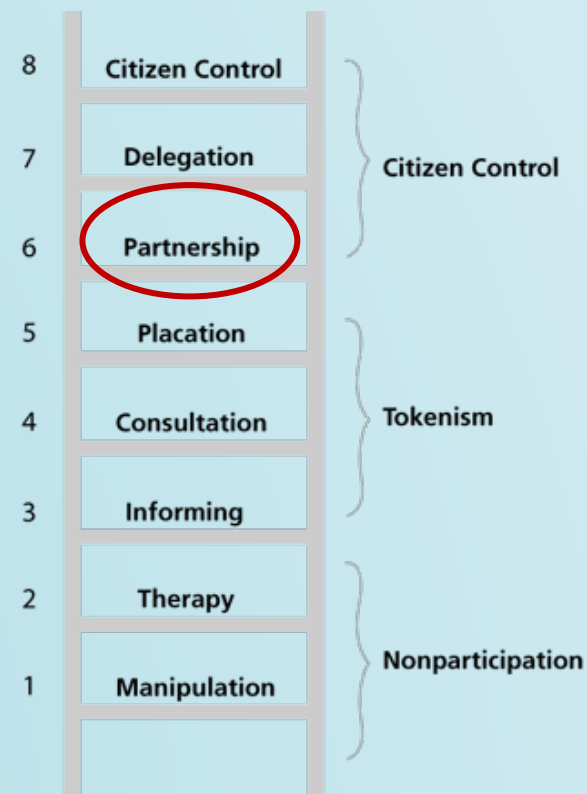 8 Citizen Control
7 Delegation
Citizen Control
6 Partnership
5 Placation
4 Consultation
Tokenism
3 Informing
2 Therapy
Nonparticipation
1 Manipulation